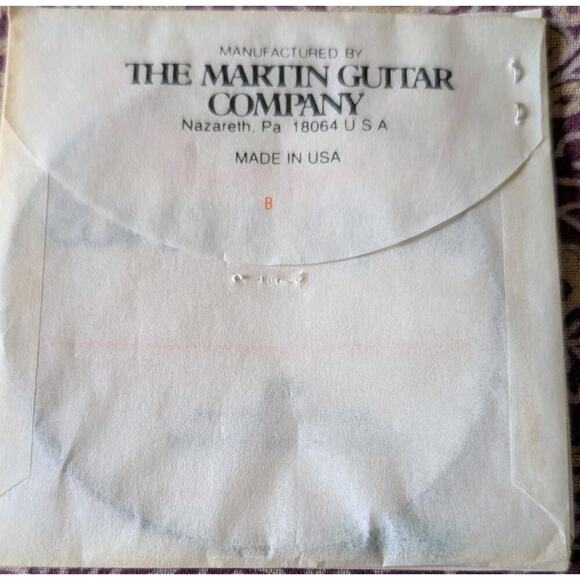 MANUFACTURED BY
THE MARTIN GUITAR
COMPANY
Nazareth, Pa 18064 U S A
MADE IN USA
B